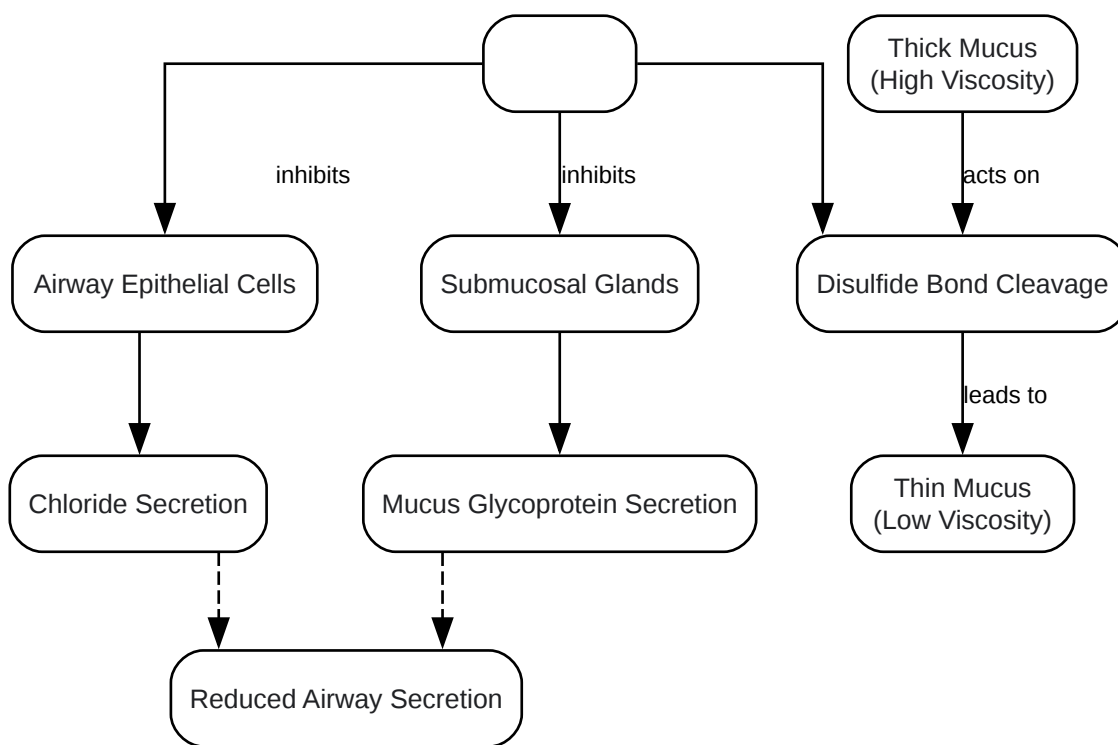 Thick Mucus
(High Viscosity)
inhibits
inhibits
acts on
Airway Epithelial Cells
Submucosal Glands
Disulfide Bond Cleavage
leads to
Chloride Secretion
Mucus Glycoprotein Secretion
Thin Mucus
(Low Viscosity)
Reduced Airway Secretion